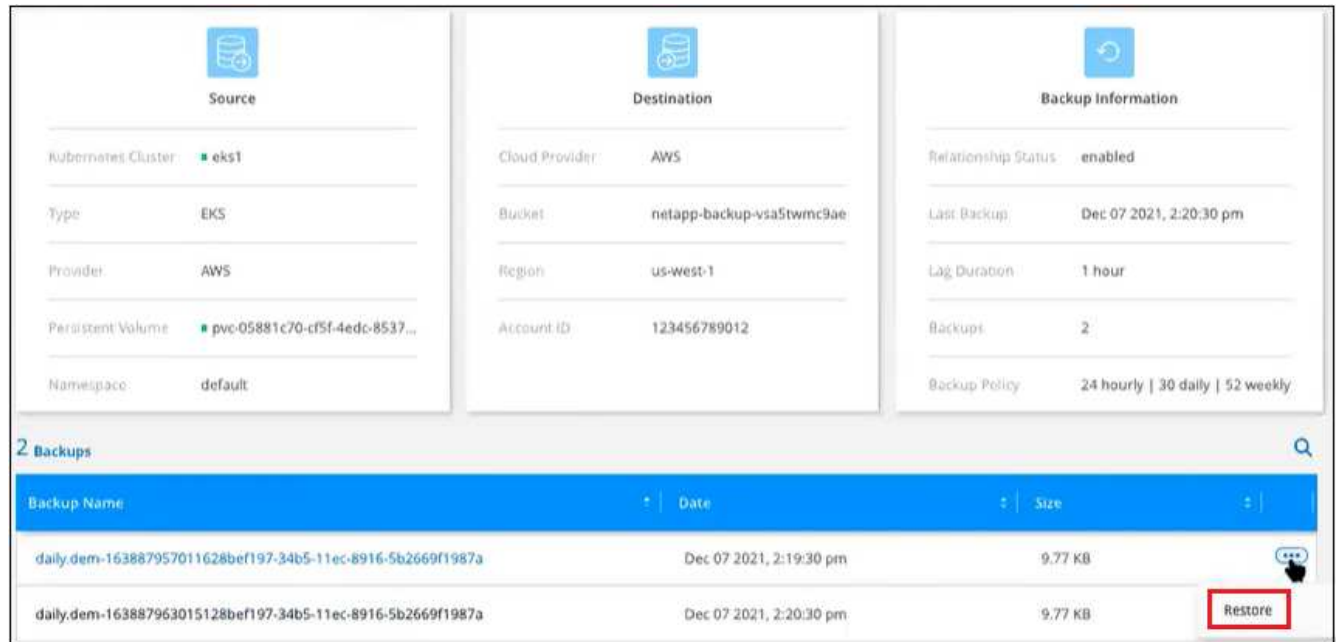 Source
Kubernetes Cluster eks1
Type EKS
Provider AWS
Persistent Volume pvc-05881c70-cf5f-4edc-8537...
Namespace default
Destination
Cloud Provider AWS
Bucket netapp-backup-vsa5twmc9ae
Region us-west-1
Account ID 123456789012
Backup Information
Relationship Status enabled
Last Backup Dec 07 2021, 2:20:30 pm
Lag Duration 1 hour
Backups 2
Backup Policy 24 hourly | 30 daily | 52 weekly
2 Backups
Backup Name Date Size
daily.dem-163887957011628bef197-34b5-11ec-8916-5b2669f1987a Dec 07 2021, 2:19:30 pm 9.77 KB
daily.dem-163887963015128bef197-34b5-11ec-8916-5b2669f1987a Dec 07 2021, 2:20:30 pm 9.77 KB
Restore